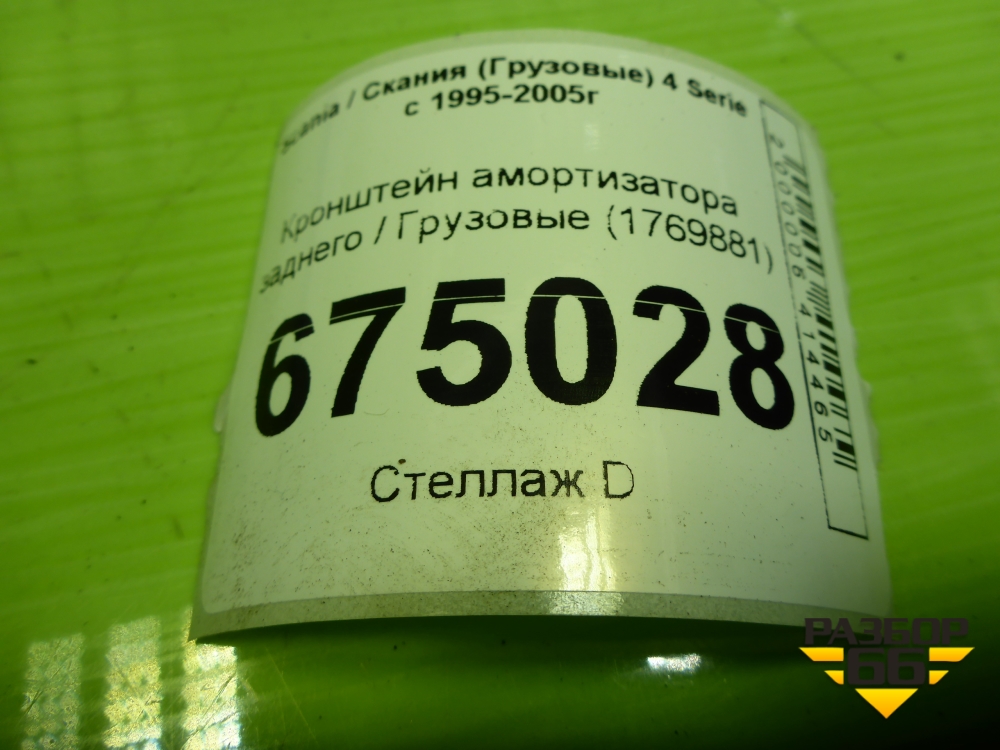 Scania / Скания (Грузовые) 4 Serie
с 1995-2005г
Кронштейн амортизатора
заднего / Грузовые (1769881)
675028
Стеллаж D
2000006414465
РАЗБОР
66